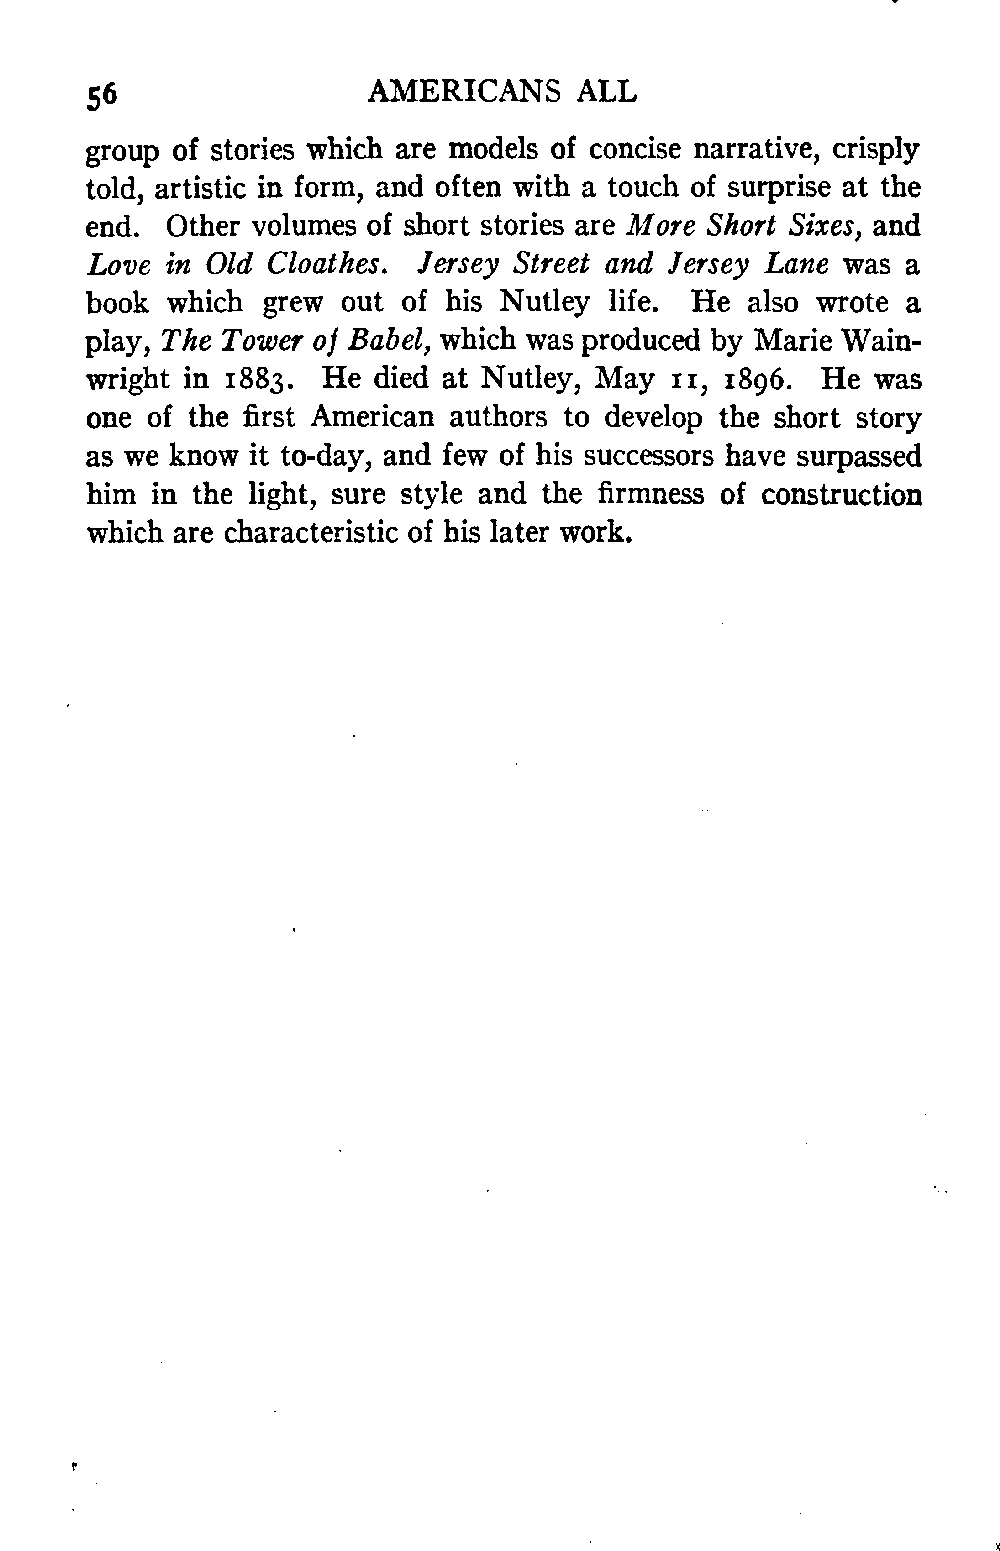 56 AMERICANS ALL
group of stories which are models of concise narrative, crisply
told, artistic in form, and often with a touch of surprise at the
end. Other volumes of short stories are More Short Sixes, and
Love in Old Cloathes. Jersey Street and Jersey Lane was a
book which grew out of his Nutley life. He also wrote a
play, The Tower of Babel, which was produced by Marie Wain-
wright in 1883. He died at Nutley, May 11, 1896. He was
one of the first American authors to develop the short story
as we know it to-day, and few of his successors have surpassed
him in the light, sure style and the firmness of construction
which are characteristic of his later work.